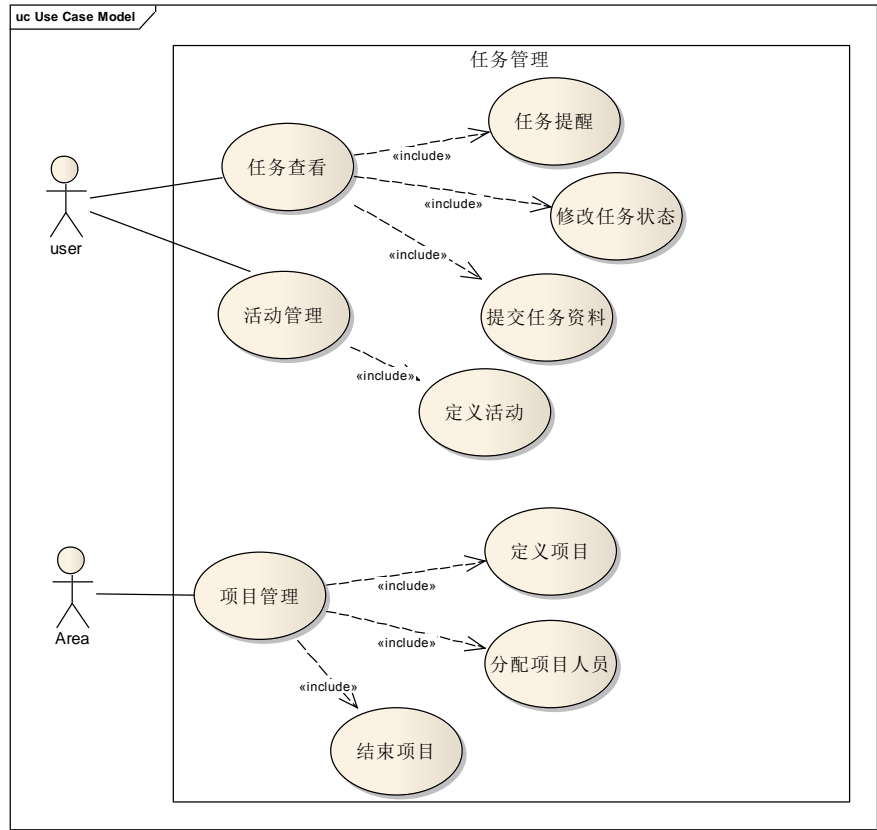 uc Use Case Model
任务管理
任务提醒
«include»
任务查看
«include»
修改任务状态
user
«include»
活动管理
提交任务资料
«include»
定义活动
定义项目
«include»
项目管理
Area
«include»
分配项目人员
«include»
结束项目